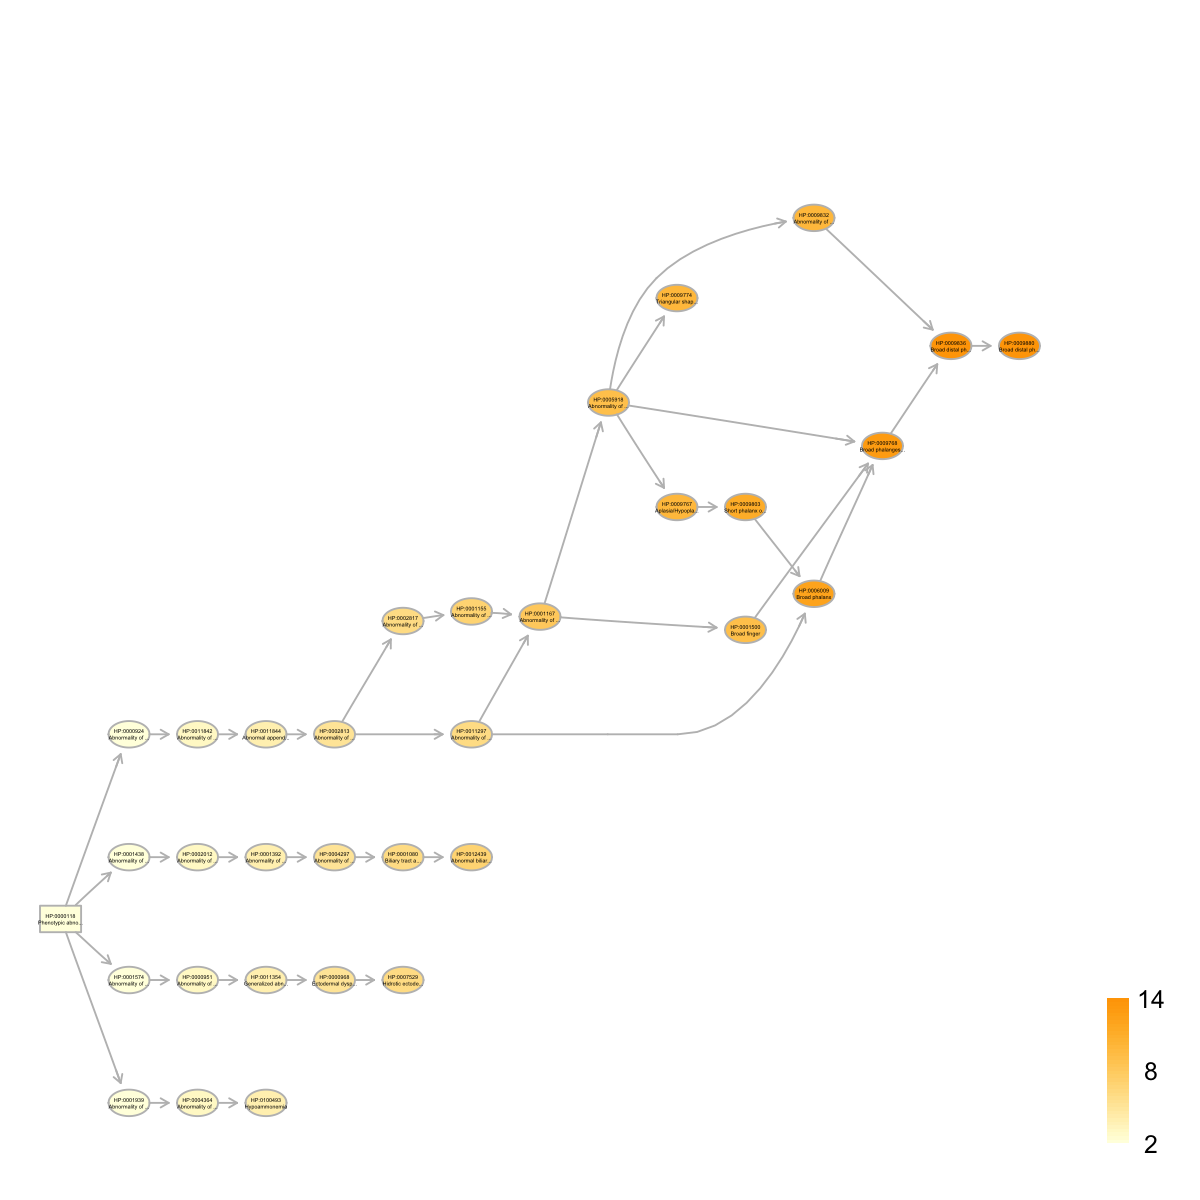 HP:0009832
Abnormality of ...
HP:0009774
Triangular shap...
HP:0009836
Broad distal ph...
HP:0009880
Broad distal ph...
HP:0005918
Abnormality of ...
HP:0009768
Broad phalanges...
HP:0009767
Aplasia/Hypopla...
HP:0009803
Short phalanx o...
HP:0006009
Broad phalanx
HP:0002817
Abnormality of ...
HP:0001155
Abnormality of ...
HP:0001167
Abnormality of ...
HP:0001500
Broad finger
HP:0000924
Abnormality of ...
HP:0011842
Abnormality of ...
HP:0011844
Abnormal append...
HP:0002813
Abnormality of ...
HP:0011297
Abnormality of ...
HP:0001438
Abnormality of ...
HP:0002012
Abnormality of ...
HP:0001392
Abnormality of ...
HP:0004297
Abnormality of ...
HP:0001080
Biliary tract a...
HP:0012439
Abnormal biliar...
HP:0000118
Phenotypic abno...
HP:0001574
Abnormality of ...
HP:0000951
Abnormality of ...
HP:0011354
Generalized abn...
HP:0000968
Ectodermal dysp...
HP:0007529
Hidrotic ectode...
HP:0001939
Abnormality of ...
HP:0004364
Abnormality of ...
HP:0100493
Hypoammonemia
14
8
2